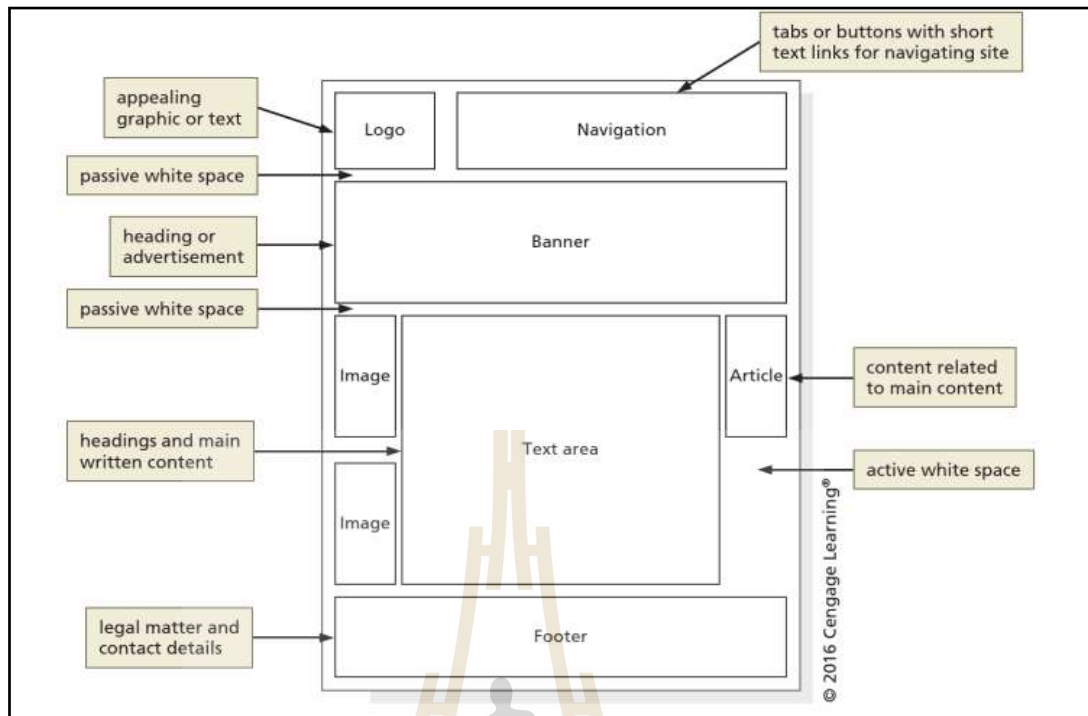 tabs or buttons with short
text links for navigating site
appealing
graphic or text
Logo
Navigation
passive white space
heading or
advertisement
Banner
passive white space
Image
Article
content related
to main content
headings and main
written content
Text area
active white space
Image
legal matter and
contact details
Footer
© 2016 Cengage Learning®